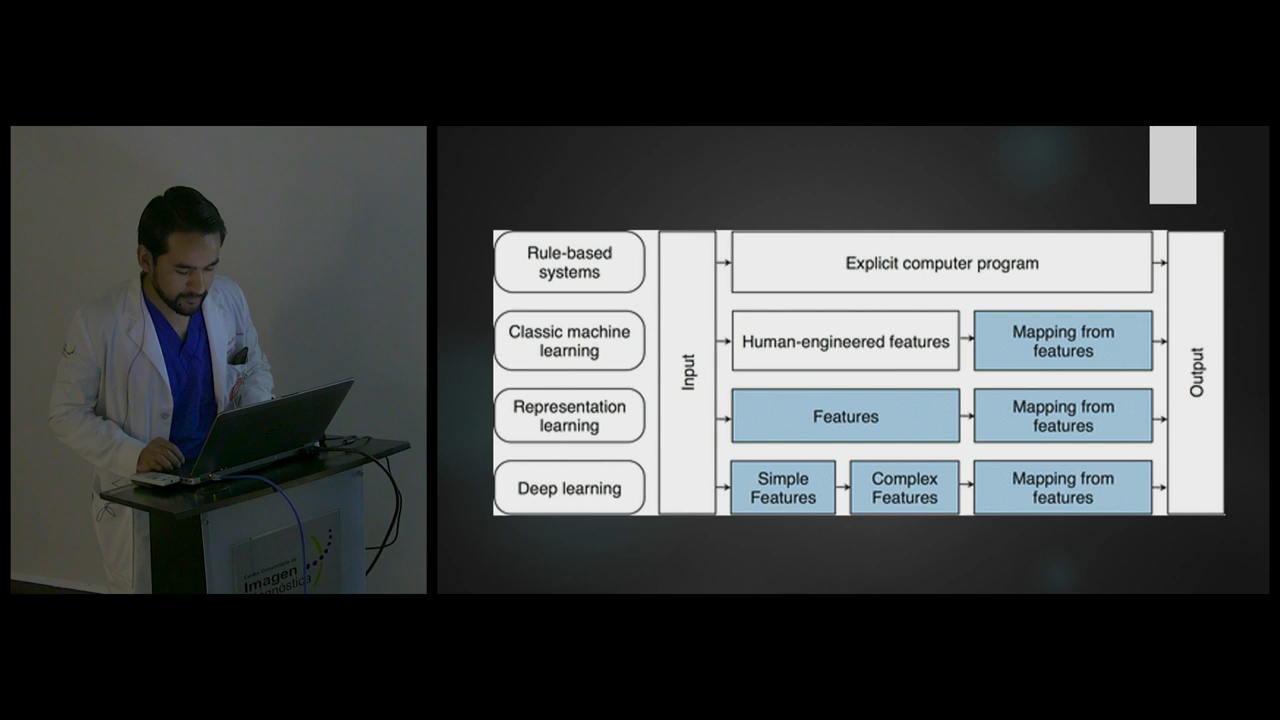 Rule-based
systems
Input
Explicit computer program
Output
Classic machine
learning
Human-engineered features
Mapping from
features
Representation
learning
Features
Mapping from
features
Deep learning
Simple
Features
Complex
Features
Mapping from
features
Imagen